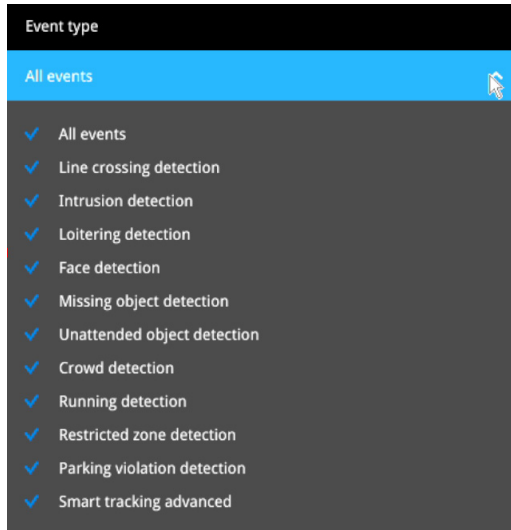 Event type
All events
All events
Line crossing detection
Intrusion detection
Loitering detection
Face detection
Missing object detection
Unattended object detection
Crowd detection
Running detection
Restricted zone detection
Parking violation detection
Smart tracking advanced